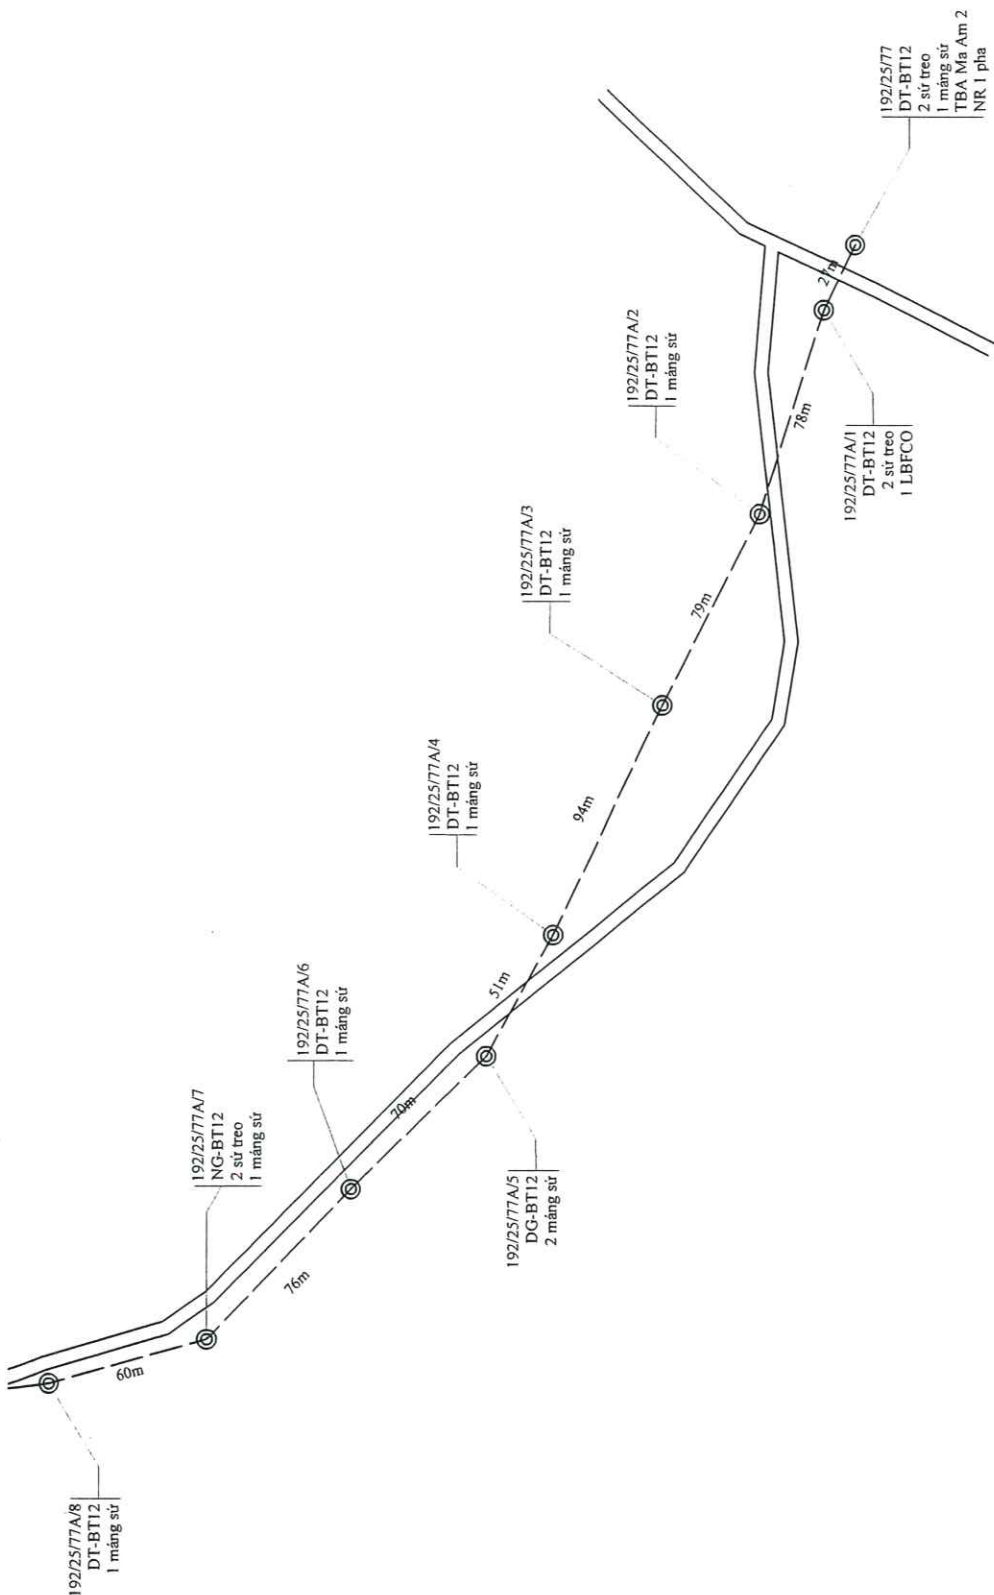 192/25/77A/8
DT-BT12
1 máng sứ
60m
192/25/77A/7
NG-BT12
2 sứ treo
1 máng sứ
76m
192/25/77A/6
DT-BT12
1 máng sứ
70m
192/25/77A/5
DG-BT12
2 máng sứ
51m
192/25/77A/4
DT-BT12
1 máng sứ
94m
192/25/77A/3
DT-BT12
1 máng sứ
79m
192/25/77A/2
DT-BT12
1 máng sứ
78m
192/25/77A/1
DT-BT12
2 sứ treo
1 LBFCO
27m
192/25/77
DT-BT12
2 sứ treo
1 máng sứ
TBA Ma Am 2
NR 1 pha